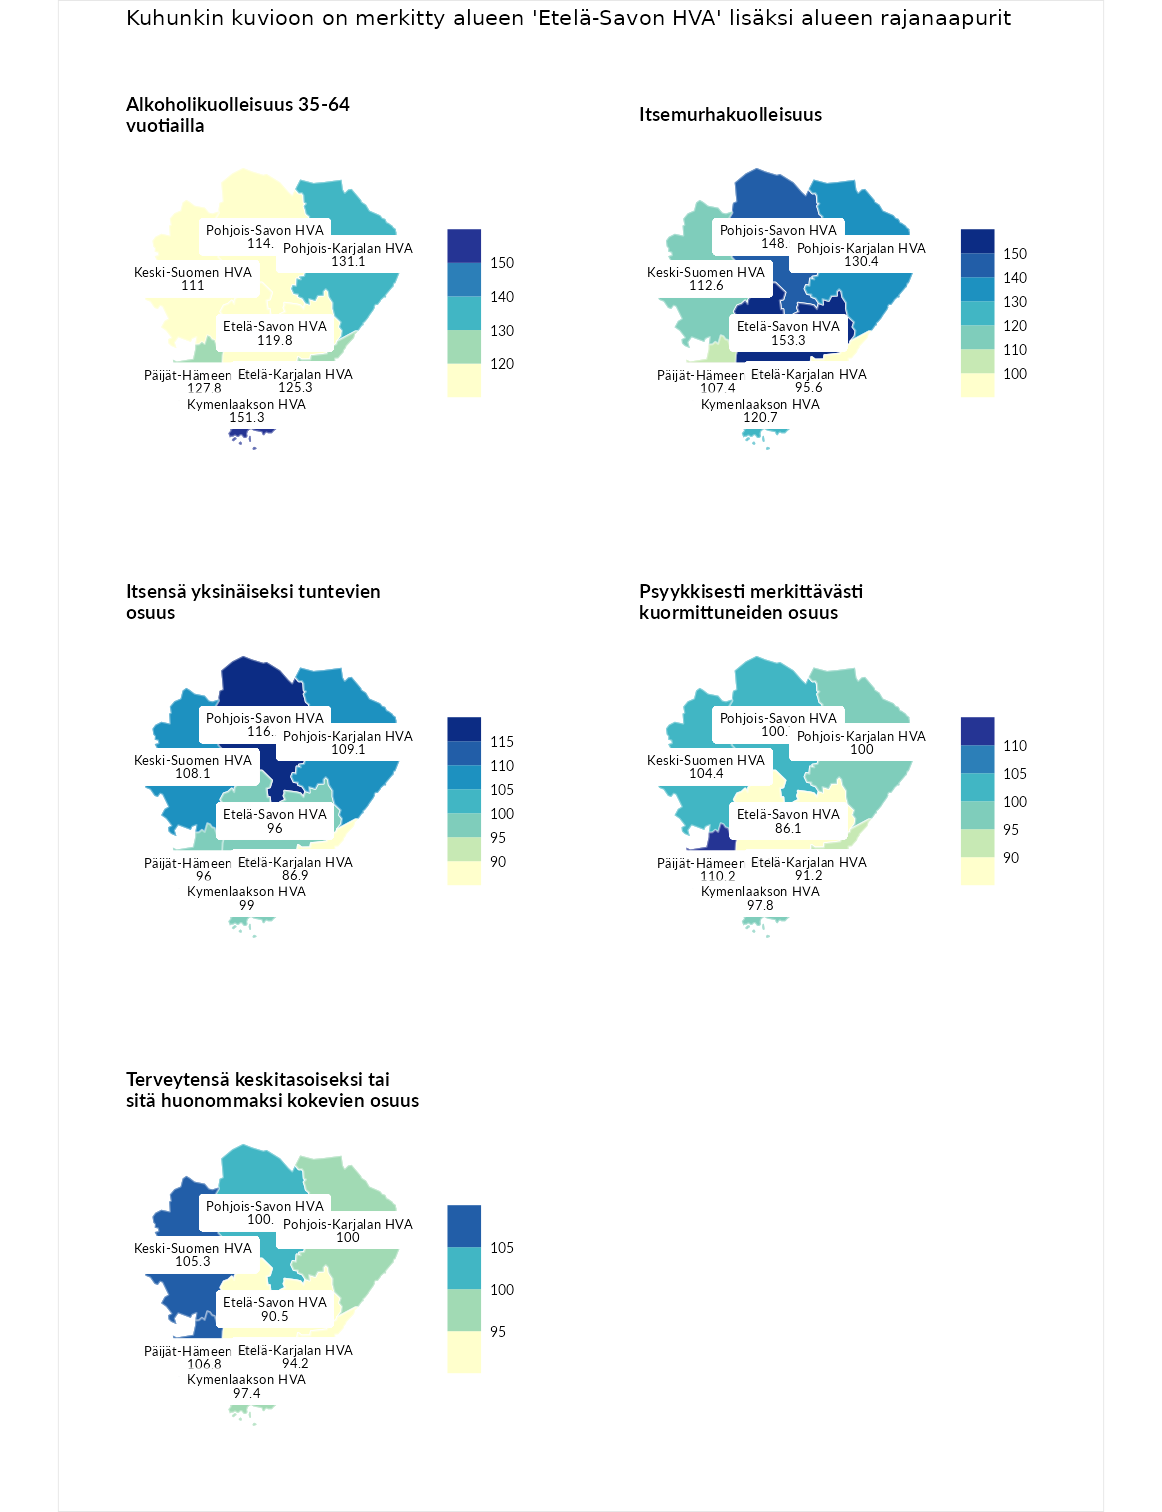 Kuhunkin kuvioon on merkitty alueen 'Etelä-Savon HVA' lisäksi alueen rajanaapurit
Alkoholikuolleisuus 35-64
vuotiailla
Pohjois-Savon HVA
114.
Pohjois-Karjalan HVA
131.1
Keski-Suomen HVA
111
Etelä-Savon HVA
119.8
Päijät-Hämeen
127.8
Etelä-Karjalan HVA
125.3
Kymenlaakson HVA
151.3
150
140
130
120
Itsemurhakuolleisuus
Pohjois-Savon HVA
148.
Pohjois-Karjalan HVA
130.4
Keski-Suomen HVA
112.6
Etelä-Savon HVA
153.3
Päijät-Hämeen
107.4
Etelä-Karjalan HVA
95.6
Kymenlaakson HVA
120.7
150
140
130
120
110
100
Itsensä yksinäiseksi tuntevien
osuus
Pohjois-Savon HVA
116.
Pohjois-Karjalan HVA
109.1
Keski-Suomen HVA
108.1
Etelä-Savon HVA
96
Päijät-Hämeen
96
Etelä-Karjalan HVA
86.9
Kymenlaakson HVA
99
115
110
105
100
95
90
Psyykkisesti merkittävästi
kuormittuneiden osuus
Pohjois-Savon HVA
100.
Pohjois-Karjalan HVA
100
Keski-Suomen HVA
104.4
Etelä-Savon HVA
86.1
Päijät-Hämeen
110.2
Etelä-Karjalan HVA
91.2
Kymenlaakson HVA
97.8
110
105
100
95
90
Terveytensä keskitasoiseksi tai
sitä huonommaksi kokevien osuus
Pohjois-Savon HVA
100.
Pohjois-Karjalan HVA
100
Keski-Suomen HVA
105.3
Etelä-Savon HVA
90.5
Päijät-Hämeen
106.8
Etelä-Karjalan HVA
94.2
Kymenlaakson HVA
97.4
105
100
95